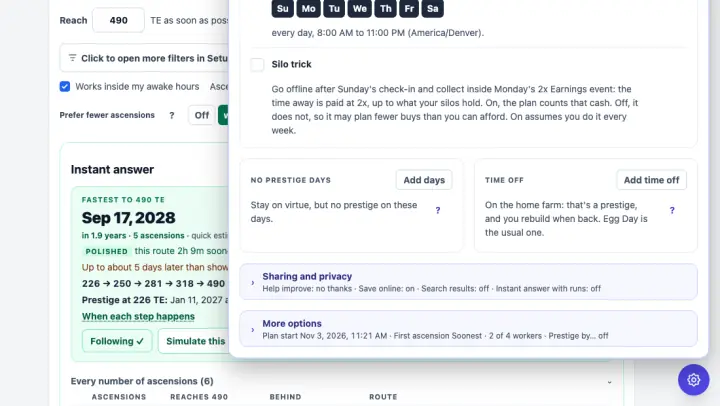 Reach 490 TE as soon as pos
Click to open more filters in Setu
Works inside my awake hours Asce
Prefer fewer ascensions ? Off
Instant answer
FASTEST TO 490 TE
Sep 17, 2028
in 1.9 years · 5 ascensions · quick esti
POLISHED this route 2h 9m soon
Up to about 5 days later than show
226 → 250 → 281 → 318 → 490
Prestige at 226 TE: Jan 11, 2027 a
When each step happens
Following ✓ Simulate this
Every number of ascensions (6)
ASCENSIONS REACHES 490 BEHIND ROUTE
Su Mo Tu We Th Fr Sa
every day, 8:00 AM to 11:00 PM (America/Denver).
Silo trick
Go offline after Sunday's check-in and collect inside Monday's 2x Earnings event: the
time away is paid at 2x, up to what your silos hold. On, the plan counts that cash. Off, it
does not, so it may plan fewer buys than you can afford. On assumes you do it every
week.
NO PRESTIGE DAYS Add days
Stay on virtue, but no prestige on these
days.
?
TIME OFF Add time off
On the home farm: that's a prestige,
and you rebuild when back. Egg Day is
the usual one.
?
Sharing and privacy
Help improve: no thanks · Save online: on · Search results: off · Instant answer with runs: off
More options
Plan start Nov 3, 2026, 11:21 AM · First ascension Soonest · 2 of 4 workers · Prestige by... off